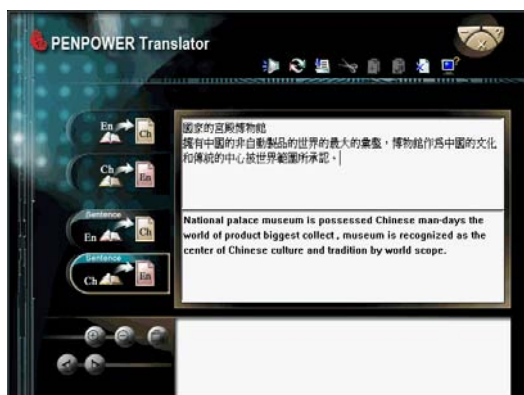 PENPOWER Translator
En Ch
Ch En
Sentence
En Ch
Sentence
Ch En
國家的宮殿博物館
擁有中國的非自動製品的世界的最大的彙整，博物館作為中國的文化
和傳統的中心被世界範圍所承認。
National palace museum is possessed Chinese man-days the
world of product biggest collect , museum is recognized as the
center of Chinese culture and tradition by world scope.